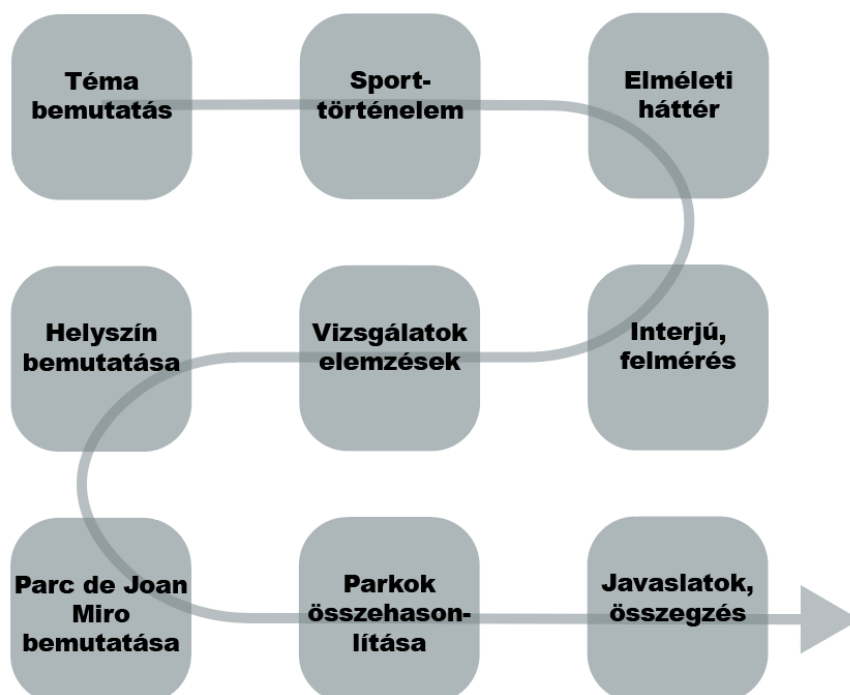 Téma
bemutatás
Sport-
történelem
Elméleti
háttér
Interjú,
felmérés
Vizsgálatok
elemzések
Helyszín
bemutatása
Parc de Joan
Miro
bemutatása
Parkok
összehason-
lítása
Javaslatok,
összegzés